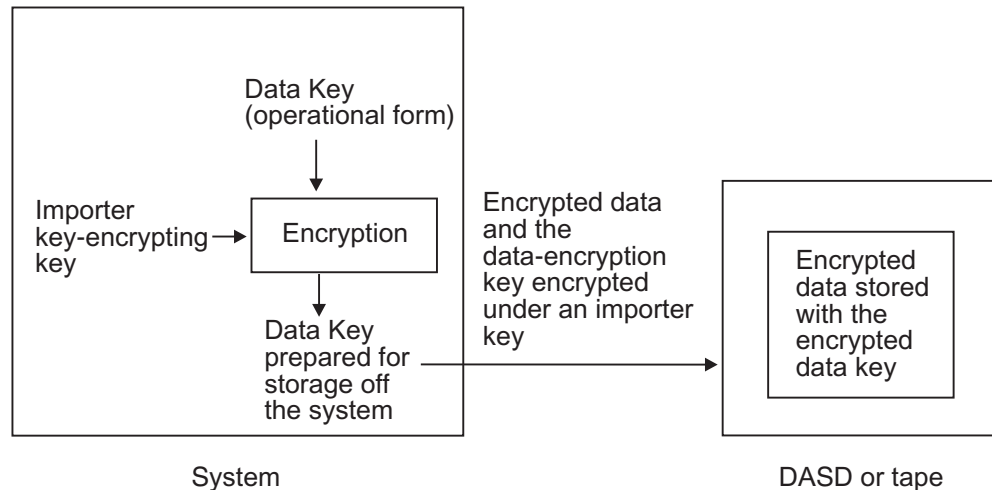 Data Key
(operational form)
Importer
key-encrypting
key
Encryption
Data Key
prepared for
storage off
the system
Encrypted data
and the
data-encryption
key encrypted
under an importer
key
Encrypted
data stored
with the
encrypted
data key
System
DASD or tape